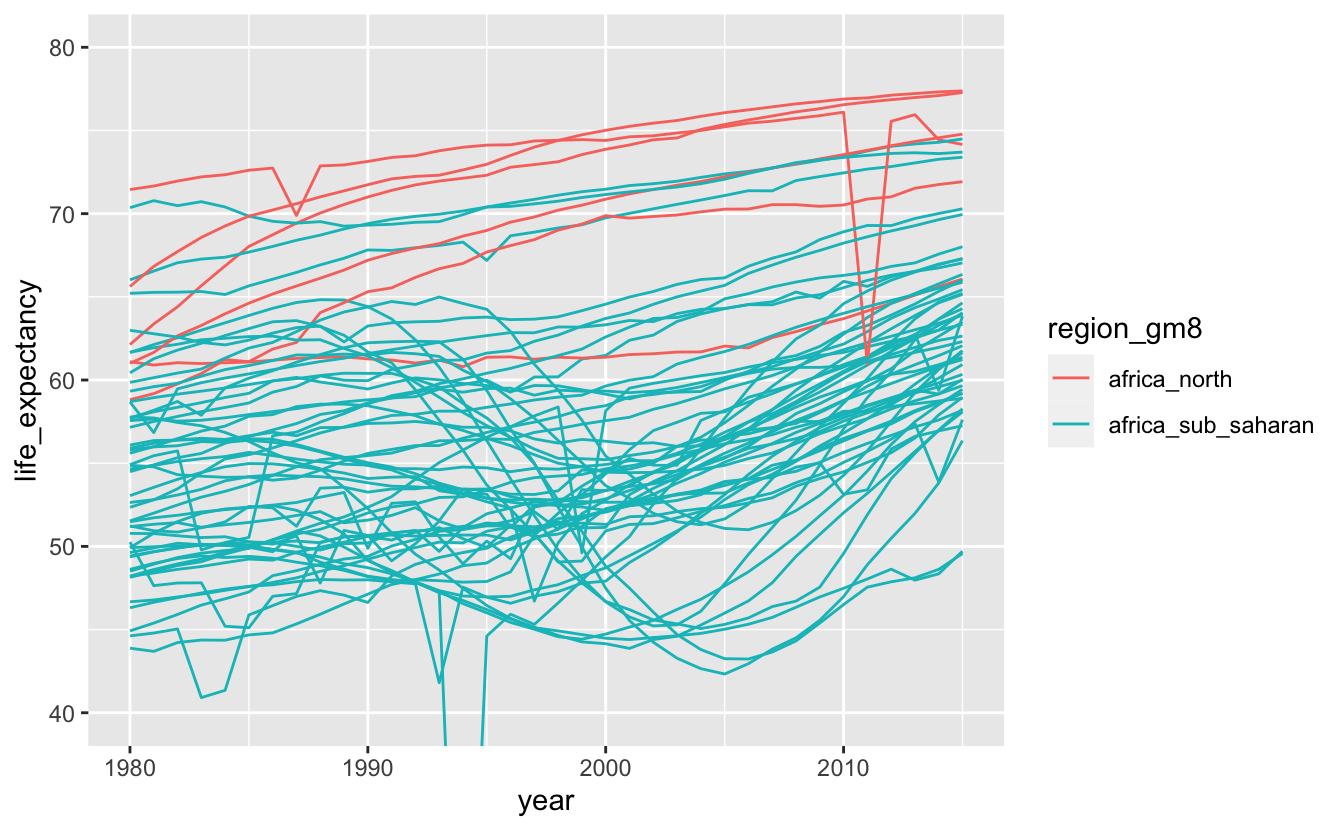 80
70
60
50
40
life_expectancy
1980
1990
2000
2010
year
region_gm8
africa_north
africa_sub_saharan